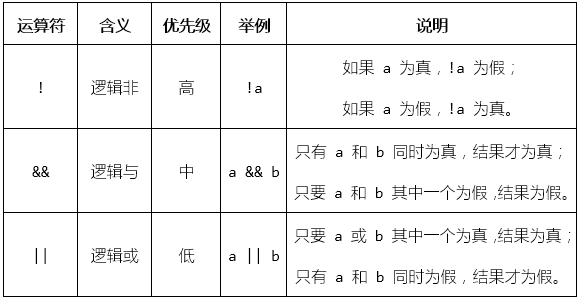 运算符 含义 优先级 举例 说明
! 逻辑非 高 !a 如果 a 为真，!a 为假；
如果 a 为假，!a 为真。
&& 逻辑与 中 a && b 只有 a 和 b 同时为真，结果才为真；
只要 a 和 b 其中一个为假，结果为假。
|| 逻辑或 低 a || b 只要 a 或 b 其中一个为真，结果为真；
只有 a 和 b 同时为假，结果才为假。